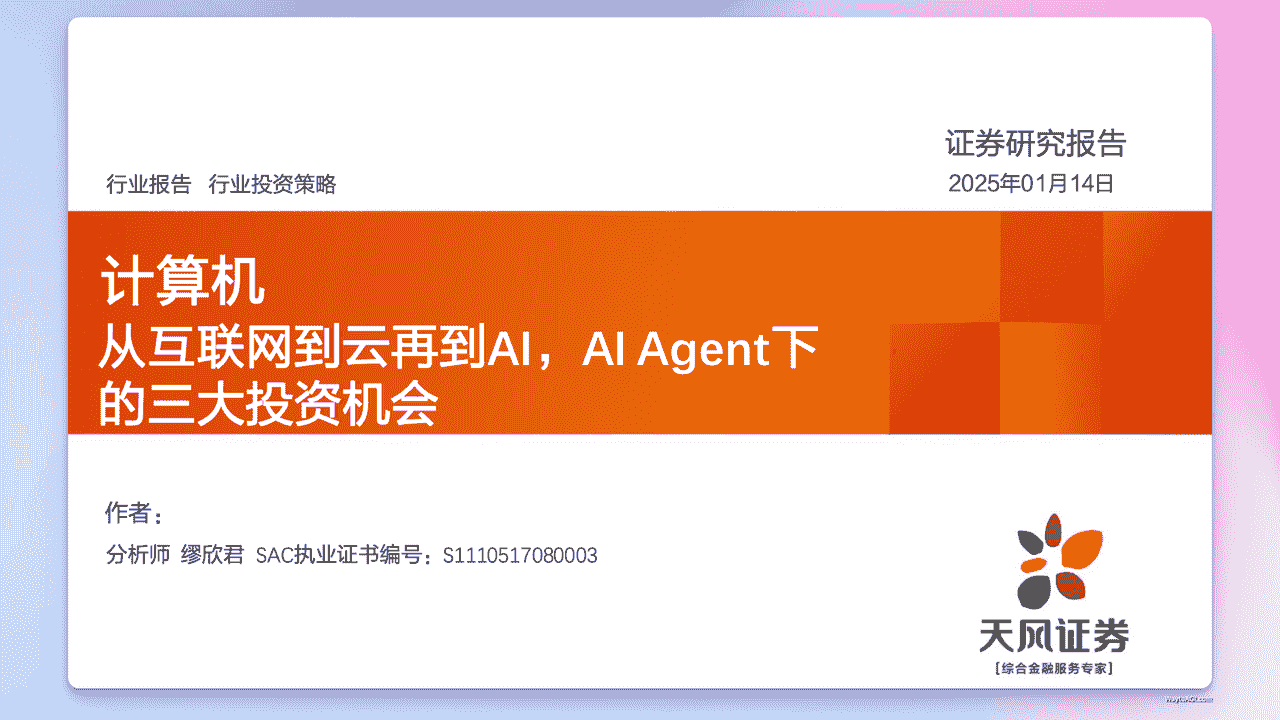 证券研究报告
行业报告 行业投资策略
2025年01月14日
计算机
从互联网到云再到AI，AI Agent下
的三大投资机会
作者：
分析师 缪欣君 SAC执业证书编号：S1110517080003
天风证券
[综合金融服务专家]
WaytoAGI.com